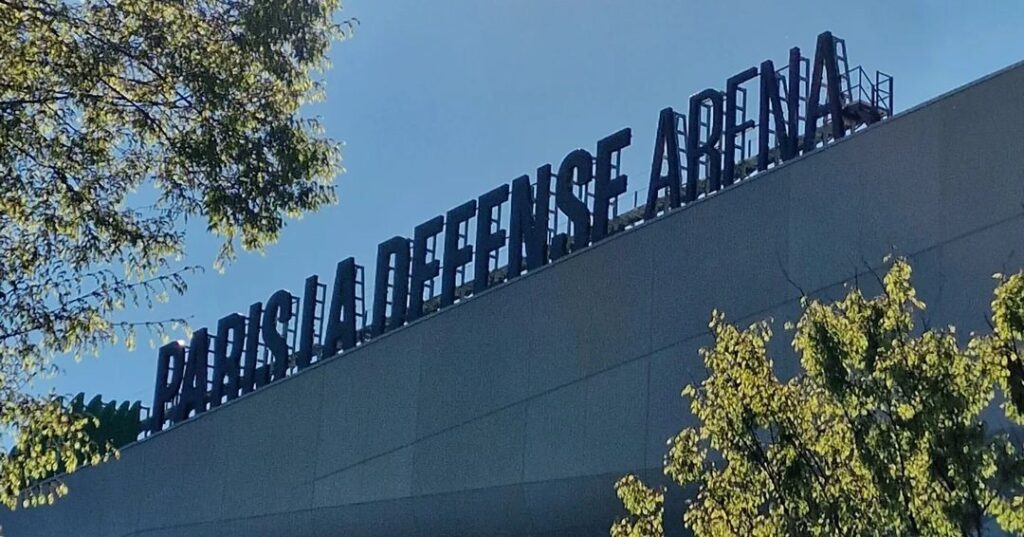 PARIS LA DEFENSE ARENA